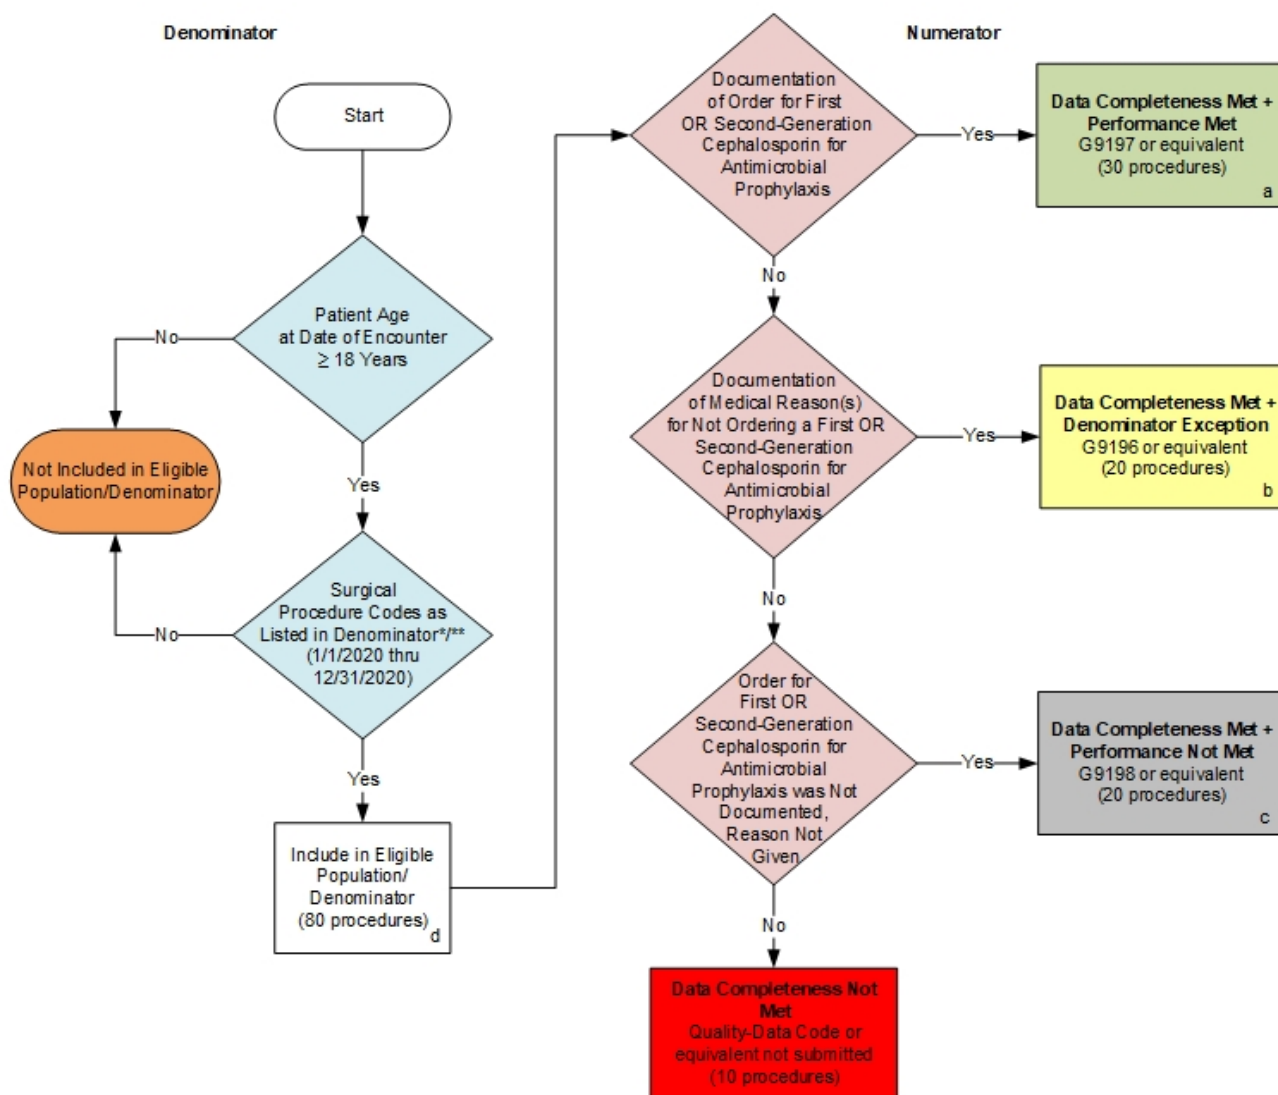 Denominator
Start
Patient Age
at Date of Encounter
≥ 18 Years
No
Not Included in Eligible
Population/Denominator
Yes
Surgical
Procedure Codes as
Listed in Denominator*/**
(1/1/2020 thru
12/31/2020)
No
Yes
Include in Eligible
Population/
Denominator
(80 procedures)
d
Numerator
Documentation
of Order for First
OR Second-Generation
Cephalosporin for
Antimicrobial
Prophylaxis
Yes
Data Completeness Met +
Performance Met
G9197 or equivalent
(30 procedures)
a
No
Documentation
of Medical Reason(s)
for Not Ordering a First OR
Second-Generation
Cephalosporin for
Antimicrobial
Prophylaxis
Yes
Data Completeness Met +
Denominator Exception
G9196 or equivalent
(20 procedures)
b
No
Order for
First OR
Second-Generation
Cephalosporin for
Antimicrobial
Prophylaxis was Not
Documented,
Reason Not
Given
Yes
Data Completeness Met +
Performance Not Met
G9198 or equivalent
(20 procedures)
c
No
Data Completeness Not
Met
Quality-Data Code or
equivalent not submitted
(10 procedures)